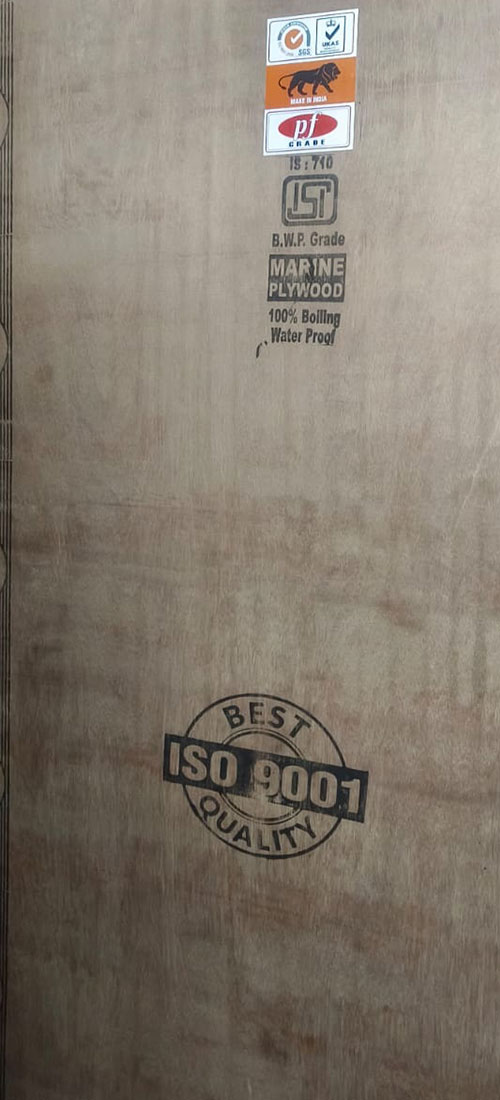 SGS
UKAS
MAKE IN INDIA
pf
GRADE
IS : 710
ISI
B.W.P. Grade
MARINE
PLYWOOD
100% Boiling
Water Proof
BEST
ISO 9001
QUALITY